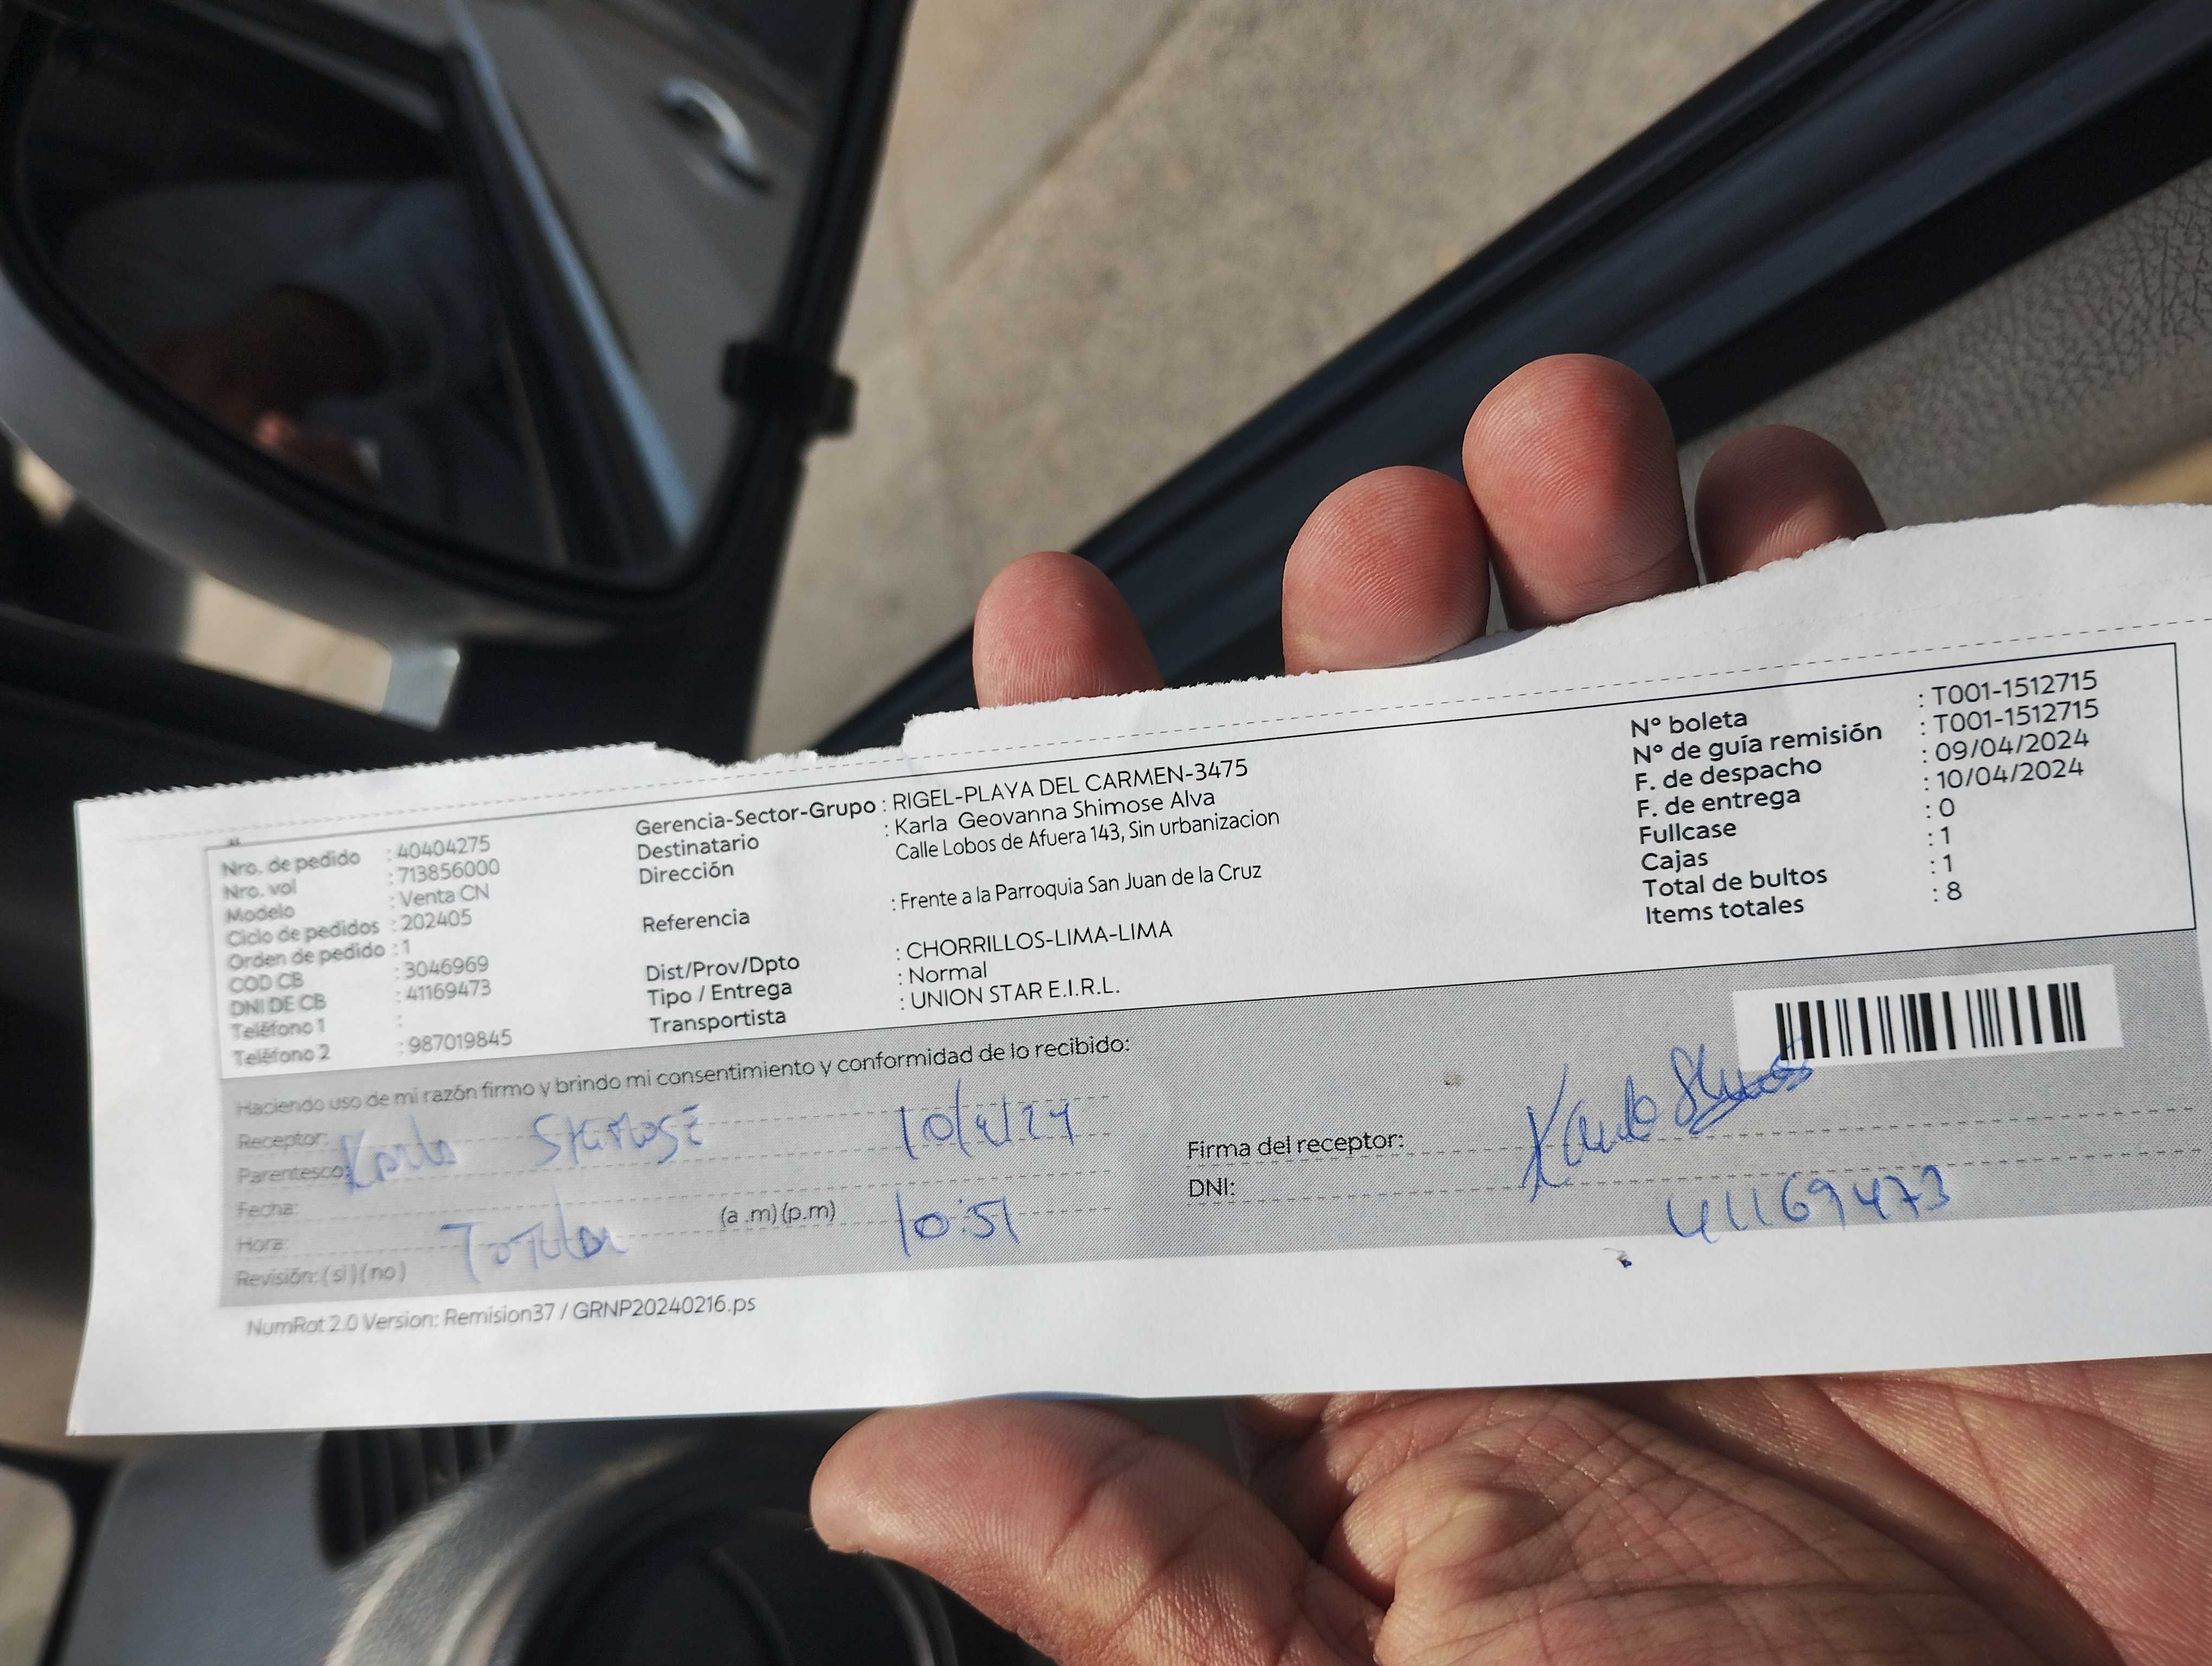 Nro. de pedido : 40404275
Nro. vol : 713856000
Modelo : Venta CN
Ciclo de pedidos : 202405
Orden de pedido : 1
COD CB : 3046969
DNI DE CB : 41169473
Teléfono 1 :
Teléfono 2 : 987019845
Gerencia-Sector-Grupo : RIGEL-PLAYA DEL CARMEN-3475
Destinatario : Karla Geovanna Shimose Alva
Dirección Calle Lobos de Afuera 143, Sin urbanizacion
Referencia : Frente a la Parroquia San Juan de la Cruz
Dist/Prov/Dpto : CHORRILLOS-LIMA-LIMA
Tipo / Entrega : Normal
Transportista : UNION STAR E.I.R.L.
N° boleta : T001-1512715
N° de guía remisión : T001-1512715
F. de despacho : 09/04/2024
F. de entrega : 10/04/2024
Fullcase : 0
Cajas : 1
Total de bultos : 1
Items totales : 8
Haciendo uso de mi razón firmo y brindo mi consentimiento y conformidad de lo recibido:
Receptor:
Parentesco: Karla 10/4/24
Fecha:
Hora: (a .m) (p.m) 10:51
Revisión: (si) (no)
Firma del receptor:
DNI: 41169473
NumRot 2.0 Version: Remision37 / GRNP20240216.ps